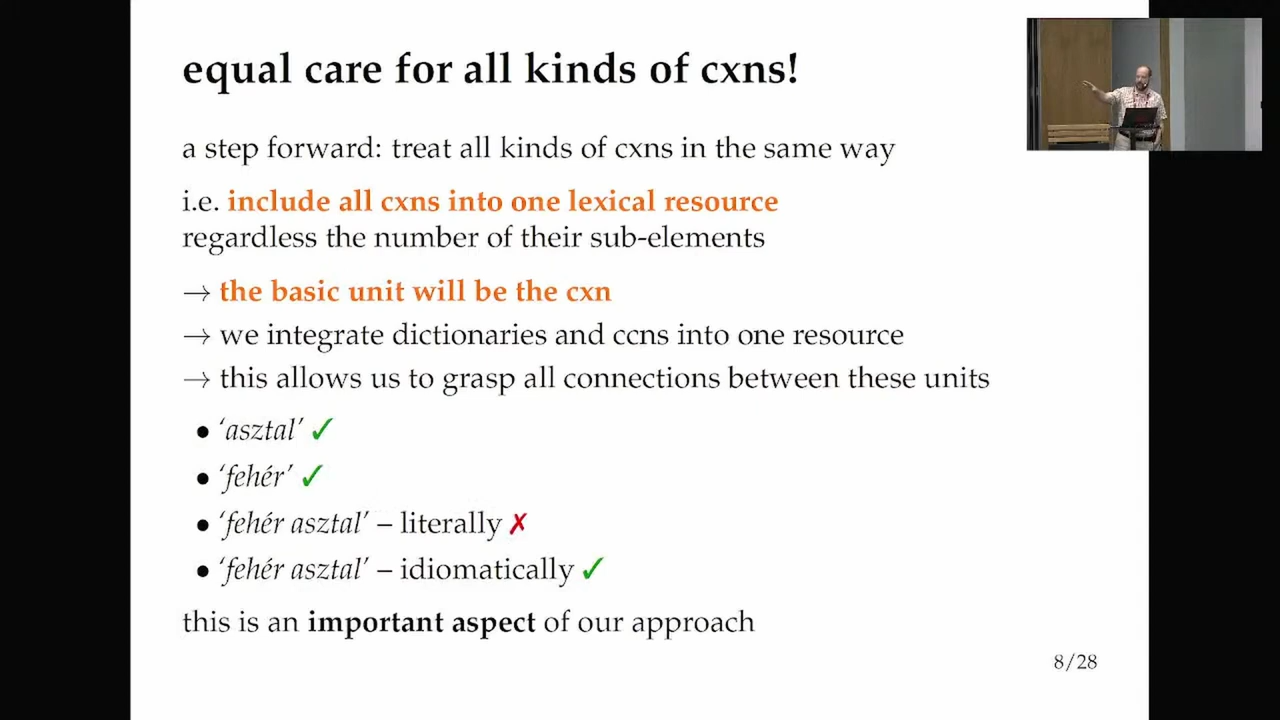 equal care for all kinds of cxns!
a step forward: treat all kinds of cxns in the same way
i.e. include all cxns into one lexical resource
regardless the number of their sub-elements
→ the basic unit will be the cxn
→ we integrate dictionaries and ccns into one resource
→ this allows us to grasp all connections between these units
• ‘asztal’ ✓
• ‘fehér’ ✓
• ‘fehér asztal’ – literally ✗
• ‘fehér asztal’ – idiomatically ✓
this is an important aspect of our approach
8/28